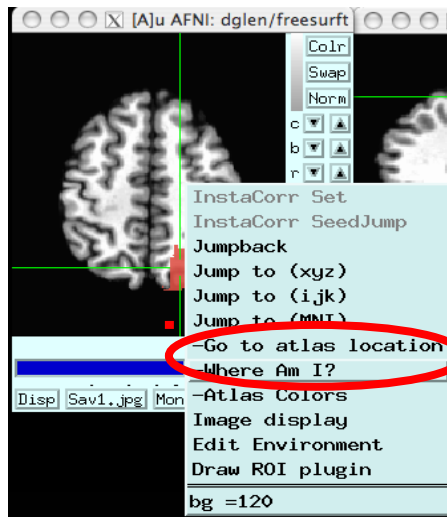 [A]u AFNI: dglen/freesurft
Colr
Swap
Norm
c
b
r
InstaCorr Set
InstaCorr SeedJump
Jumpback
Jump to (xyz)
Jump to (ijk)
Jump to (MNI)
-Go to atlas location
-Where Am I?
-Atlas Colors
Image display
Edit Environment
Draw ROI plugin
bg =120
Disp Sav1.jpg Mon